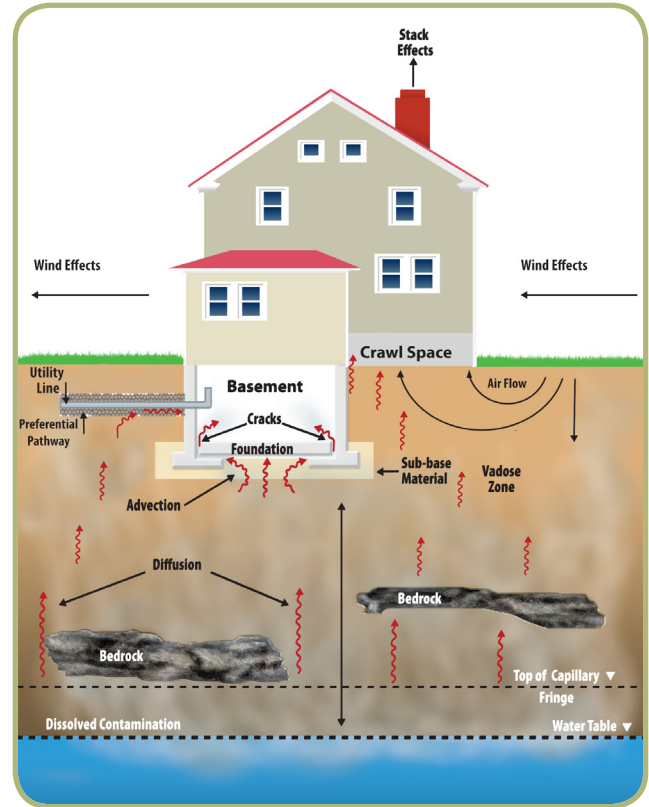 Stack
Effects
Wind Effects
Wind Effects
Crawl Space
Utility
Line
Basement
Air Flow
Preferential
Pathway
Cracks
Foundation
Sub-base
Material
Vadose
Zone
Advection
Diffusion
Bedrock
Bedrock
Top of Capillary
Fringe
Dissolved Contamination
Water Table